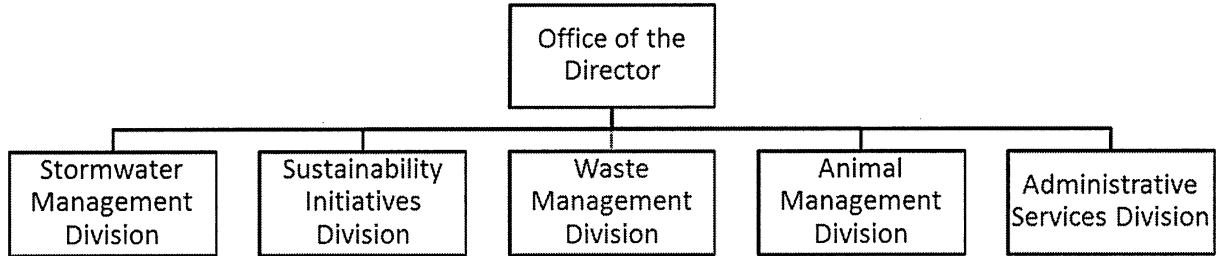 Office of the
Director
Stormwater
Management
Division
Sustainability
Initiatives
Division
Waste
Management
Division
Animal
Management
Division
Administrative
Services Division